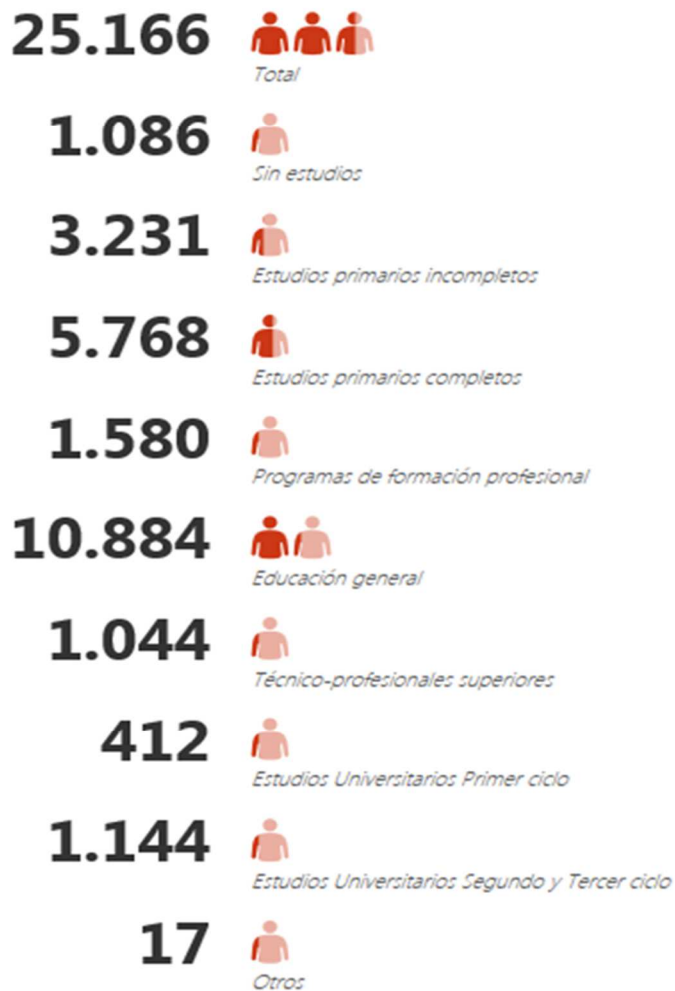 25.166
Total
1.086
Sin estudios
3.231
Estudios primarios incompletos
5.768
Estudios primarios completos
1.580
Programas de formación profesional
10.884
Educación general
1.044
Técnico-profesionales superiores
412
Estudios Universitarios Primer ciclo
1.144
Estudios Universitarios Segundo y Tercer ciclo
17
Otros